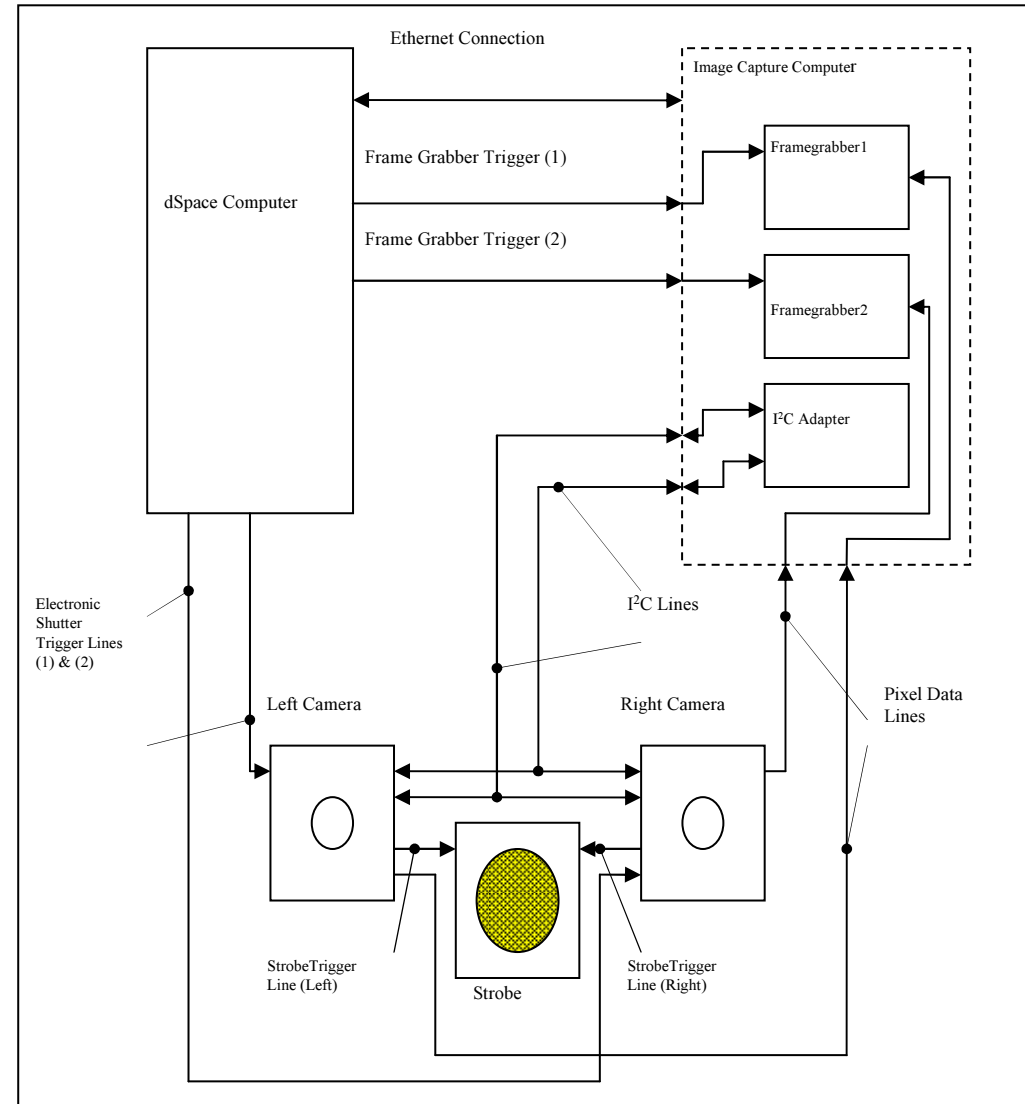 Ethernet Connection
Image Capture Computer
Framegrabber1
Frame Grabber Trigger (1)
dSpace Computer
Frame Grabber Trigger (2)
Framegrabber2
I²C Adapter
Electronic
Shutter
Trigger Lines
(1) & (2)
I²C Lines
Left Camera
Right Camera
Pixel Data
Lines
StrobeTrigger
Line (Left)
StrobeTrigger
Line (Right)
Strobe